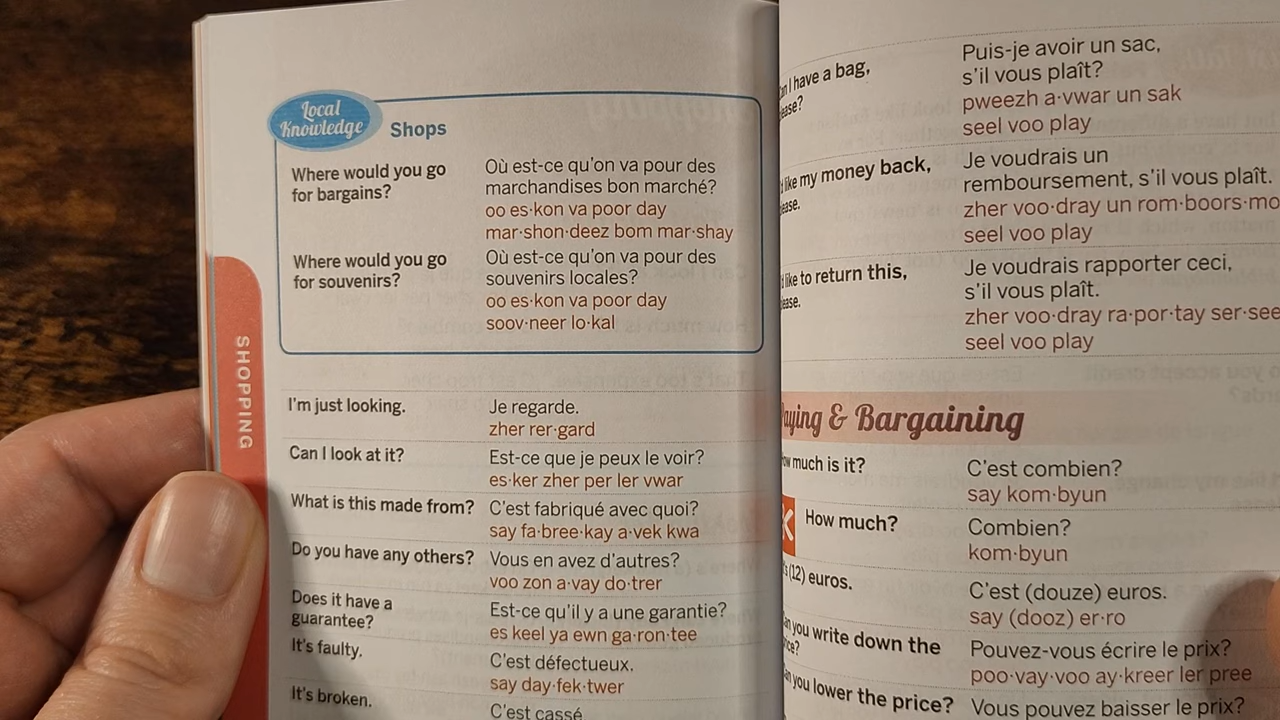 Local
Knowledge
Shops
Where would you go
for bargains?
Où est-ce qu'on va pour des
marchandises bon marché?
oo es·kon va poor day
mar·shon·deez bom mar·shay
Where would you go
for souvenirs?
Où est-ce qu'on va pour des
souvenirs locales?
oo es·kon va poor day
soov·neer lo·kal
SHOPPING
I'm just looking.
Je regarde.
zher rer·gard
Can I look at it?
Est-ce que je peux le voir?
es·ker zher per ler vwar
What is this made from?
C'est fabriqué avec quoi?
say fa·bree·kay a·vek kwa
Do you have any others?
Vous en avez d'autres?
voo zon a·vay do·trer
Does it have a
guarantee?
Est-ce qu'il y a une garantie?
es keel ya ewn ga·ron·tee
It's faulty.
C'est défectueux.
say day·fek·twer
It's broken.
C'est cassé.
I have a bag,
Puis-je avoir un sac,
s'il vous plaît?
pweezh a·vwar un sak
seel voo play
like my money back,
Je voudrais un
remboursement, s'il vous plaît.
zher voo·dray un rom·boors·mo
seel voo play
like to return this,
Je voudrais rapporter ceci,
s'il vous plaît.
zher voo·dray ra·por·tay ser·see
seel voo play
aying & Bargaining
much is it?
C'est combien?
say kom·byun
How much?
Combien?
kom·byun
(12) euros.
C'est (douze) euros.
say (dooz) er·ro
you write down the
Pouvez-vous écrire le prix?
poo·vay·voo ay·kreer ler pree
you lower the price?
Vous pouvez baisser le prix?